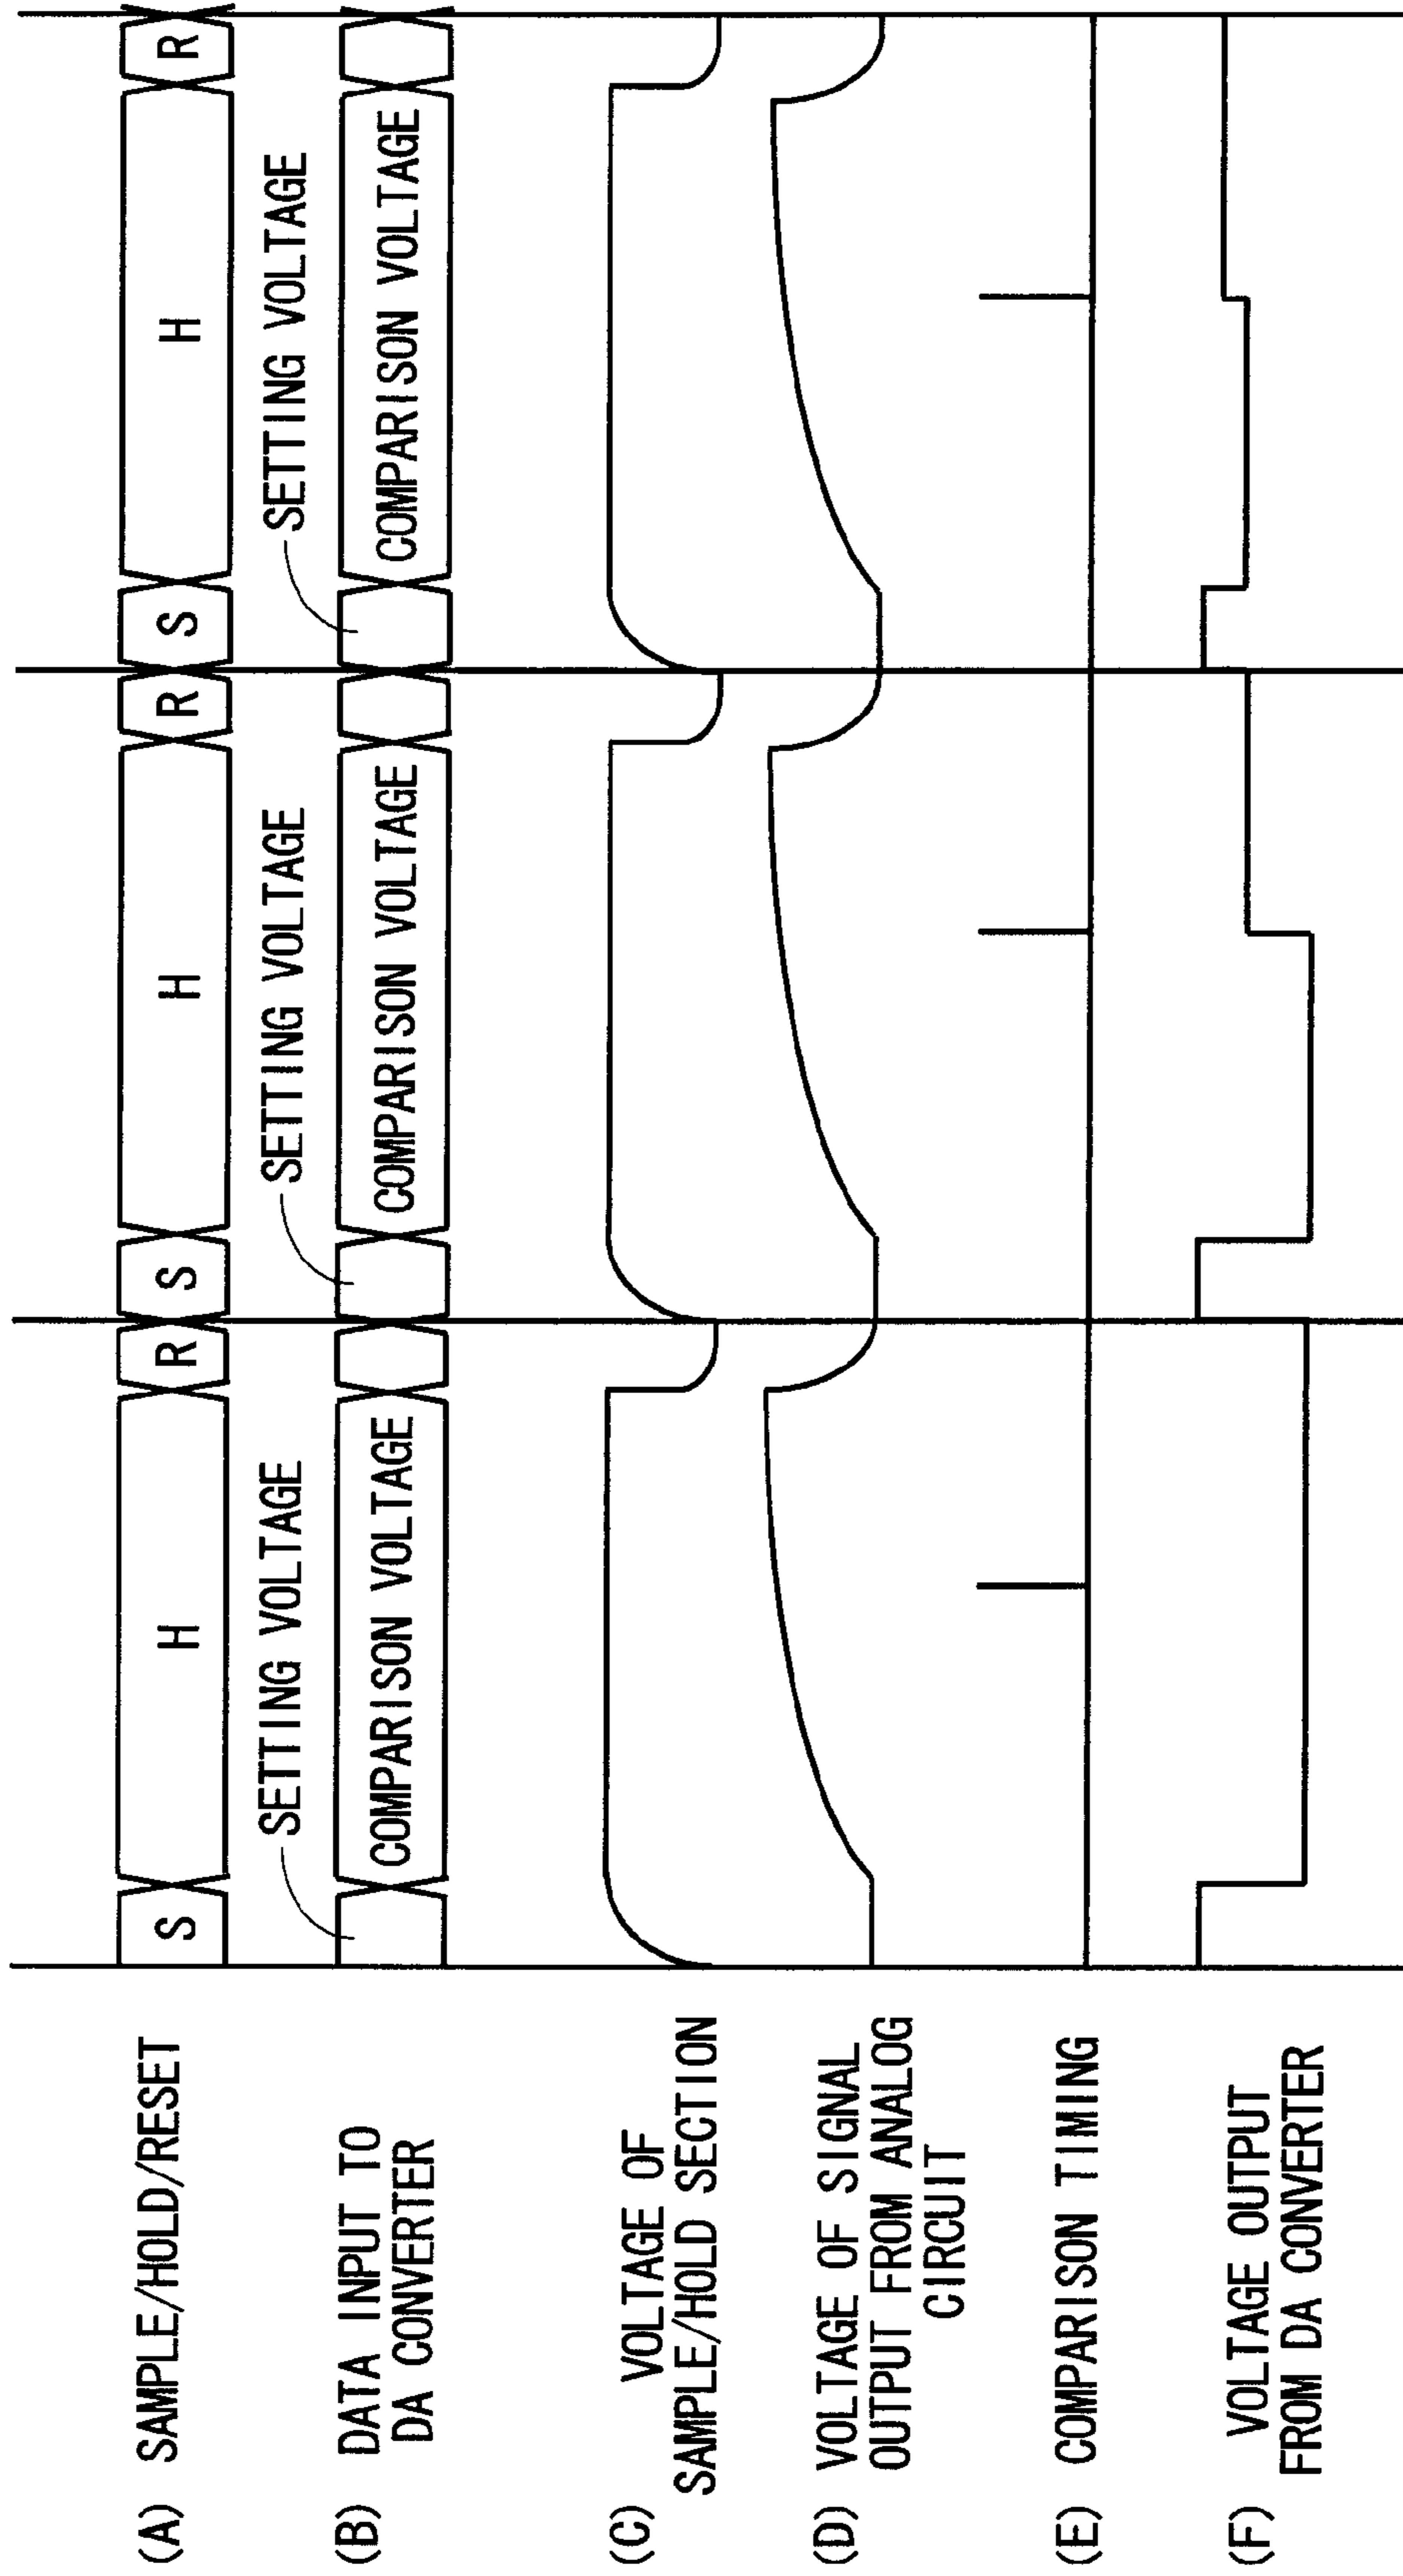 (A) SAMPLE/HOLD/RESET
S H R S H R S H R
SETTING VOLTAGE SETTING VOLTAGE SETTING VOLTAGE
(B) DATA INPUT TO
DA CONVERTER
COMPARISON VOLTAGE COMPARISON VOLTAGE COMPARISON VOLTAGE
(C) VOLTAGE OF
SAMPLE/HOLD SECTION
(D) VOLTAGE OF SIGNAL
OUTPUT FROM ANALOG
CIRCUIT
(E) COMPARISON TIMING
(F) VOLTAGE OUTPUT
FROM DA CONVERTER